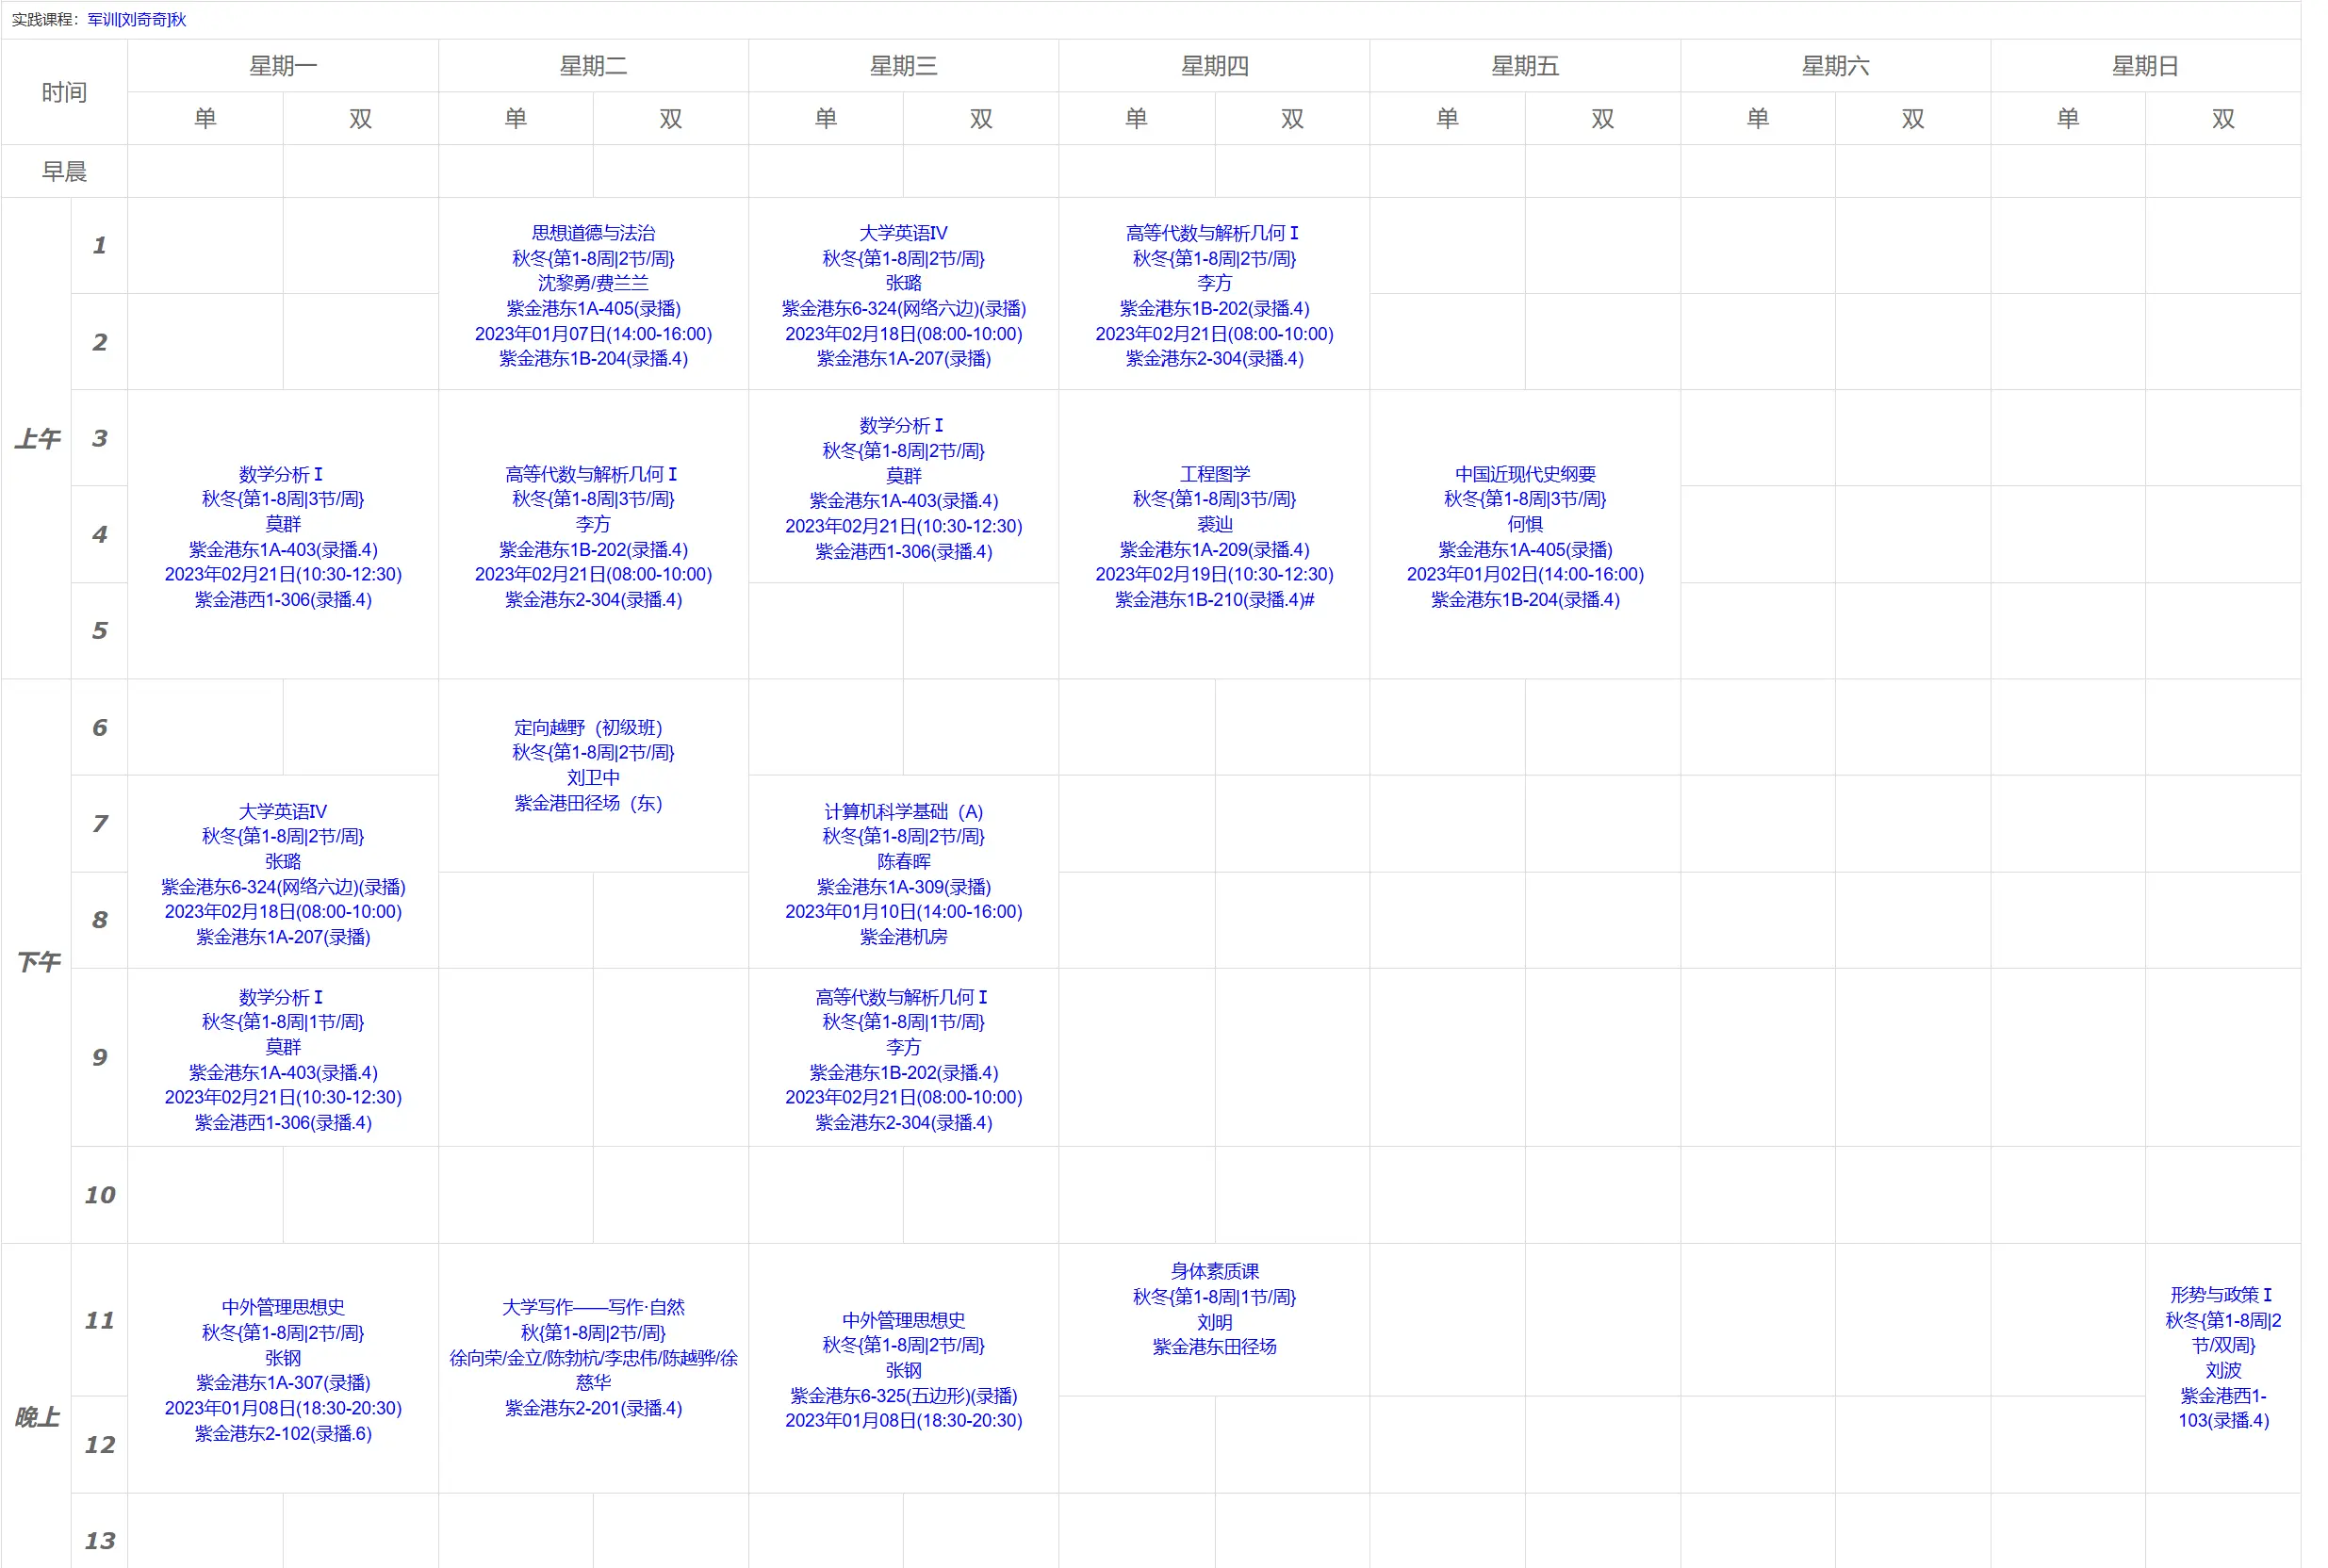 实践课程：军训[刘奇奇]秋
时间
星期一
星期二
星期三
星期四
星期五
星期六
星期日
单
双
单
双
单
双
单
双
单
双
单
双
单
双
早晨
上午
1
思想道德与法治
秋冬{第1-8周|2节/周}
沈黎勇/费兰兰
紫金港东1A-405(录播)
2023年01月07日(14:00-16:00)
紫金港东1B-204(录播.4)
大学英语IV
秋冬{第1-8周|2节/周}
张璐
紫金港东6-324(网络六边)(录播)
2023年02月18日(08:00-10:00)
紫金港东1A-207(录播)
高等代数与解析几何 I
秋冬{第1-8周|2节/周}
李方
紫金港东1B-202(录播.4)
2023年02月21日(08:00-10:00)
紫金港东2-304(录播.4)
2
3
数学分析 I
秋冬{第1-8周|3节/周}
莫群
紫金港东1A-403(录播.4)
2023年02月21日(10:30-12:30)
紫金港西1-306(录播.4)
高等代数与解析几何 I
秋冬{第1-8周|3节/周}
李方
紫金港东1B-202(录播.4)
2023年02月21日(08:00-10:00)
紫金港东2-304(录播.4)
数学分析 I
秋冬{第1-8周|2节/周}
莫群
紫金港东1A-403(录播.4)
2023年02月21日(10:30-12:30)
紫金港西1-306(录播.4)
工程图学
秋冬{第1-8周|3节/周}
裘辿
紫金港东1A-209(录播.4)
2023年02月19日(10:30-12:30)
紫金港东1B-210(录播.4)#
中国近现代史纲要
秋冬{第1-8周|3节/周}
何惧
紫金港东1A-405(录播)
2023年01月02日(14:00-16:00)
紫金港东1B-204(录播.4)
4
5
下午
6
定向越野（初级班）
秋冬{第1-8周|2节/周}
刘卫中
紫金港田径场（东）
7
大学英语IV
秋冬{第1-8周|2节/周}
张璐
紫金港东6-324(网络六边)(录播)
2023年02月18日(08:00-10:00)
紫金港东1A-207(录播)
计算机科学基础（A)
秋冬{第1-8周|2节/周}
陈春晖
紫金港东1A-309(录播)
2023年01月10日(14:00-16:00)
紫金港机房
8
9
数学分析 I
秋冬{第1-8周|1节/周}
莫群
紫金港东1A-403(录播.4)
2023年02月21日(10:30-12:30)
紫金港西1-306(录播.4)
高等代数与解析几何 I
秋冬{第1-8周|1节/周}
李方
紫金港东1B-202(录播.4)
2023年02月21日(08:00-10:00)
紫金港东2-304(录播.4)
10
晚上
11
中外管理思想史
秋冬{第1-8周|2节/周}
张钢
紫金港东1A-307(录播)
2023年01月08日(18:30-20:30)
紫金港东2-102(录播.6)
大学写作——写作·自然
秋{第1-8周|2节/周}
徐向荣/金立/陈勃杭/李忠伟/陈越骅/徐
慈华
紫金港东2-201(录播.4)
中外管理思想史
秋冬{第1-8周|2节/周}
张钢
紫金港东6-325(五边形)(录播)
2023年01月08日(18:30-20:30)
身体素质课
秋冬{第1-8周|1节/周}
刘明
紫金港东田径场
形势与政策 I
秋冬{第1-8周|2
节/双周}
刘波
紫金港西1-
103(录播.4)
12
13